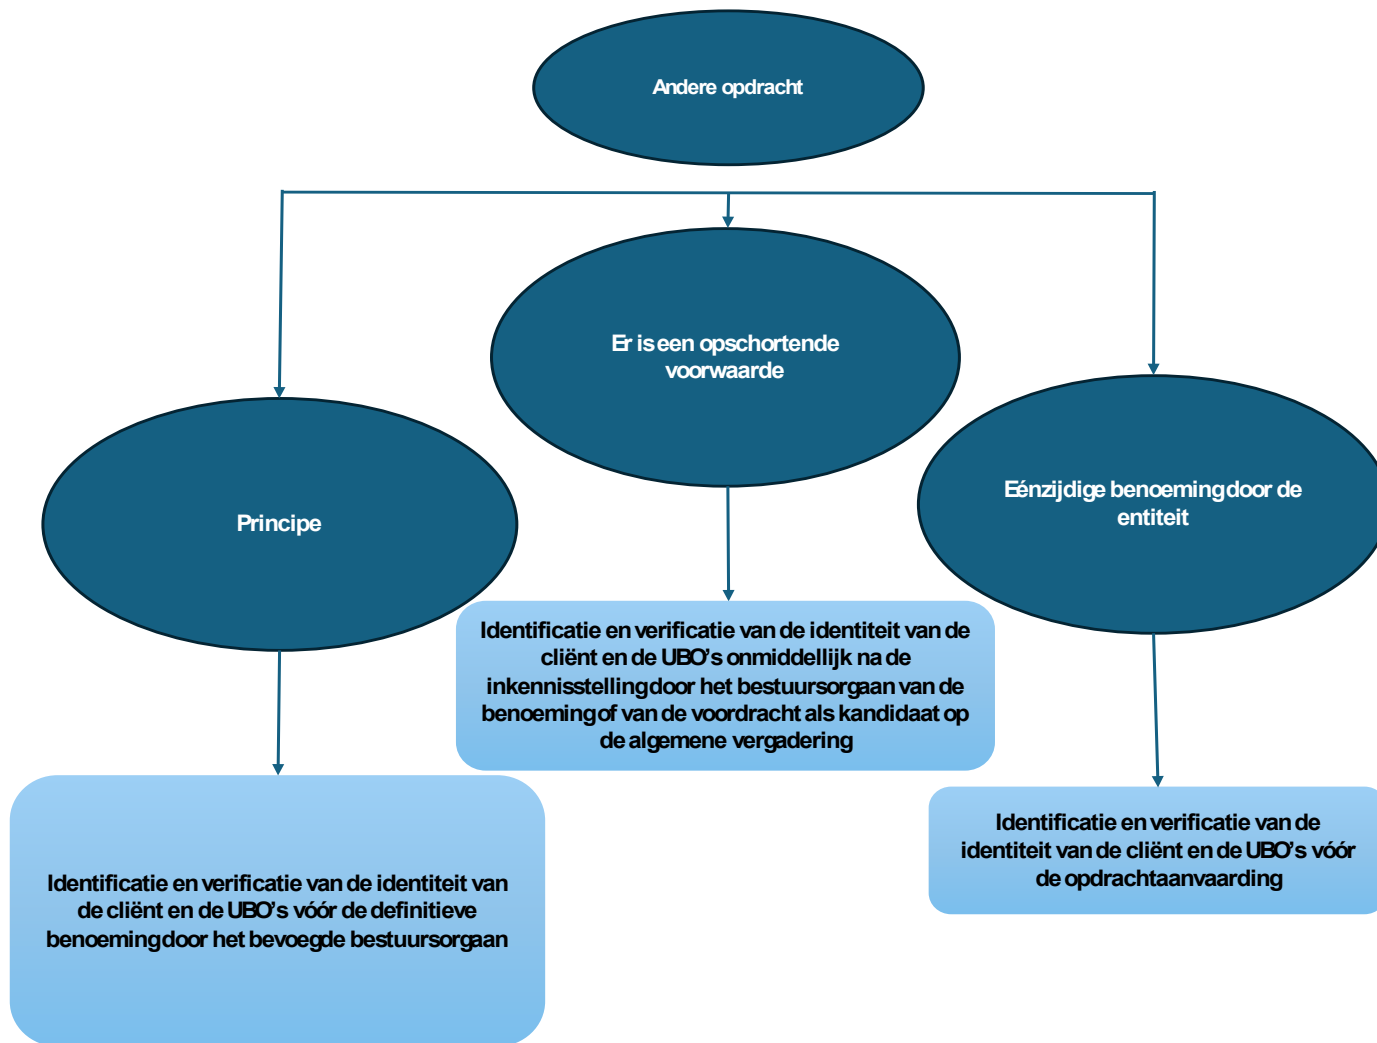 Andere opdracht
Er is een opschortende
voorwaarde
Eénzijdige benoeming door de
entiteit
Principe
Identificatie en verificatie van de identiteit van de
cliënt en de UBO's onmiddellijk na de
inkennisstelling door het bestuursorgaan van de
benoeming of van de voordracht als kandidaat op
de algemene vergadering
Identificatie en verificatie van de
identiteit van de cliënt en de UBO's vóór
de opdrachtaanvaarding
Identificatie en verificatie van de identiteit van
de cliënt en de UBO's vóór de definitieve
benoeming door het bevoegde bestuursorgaan